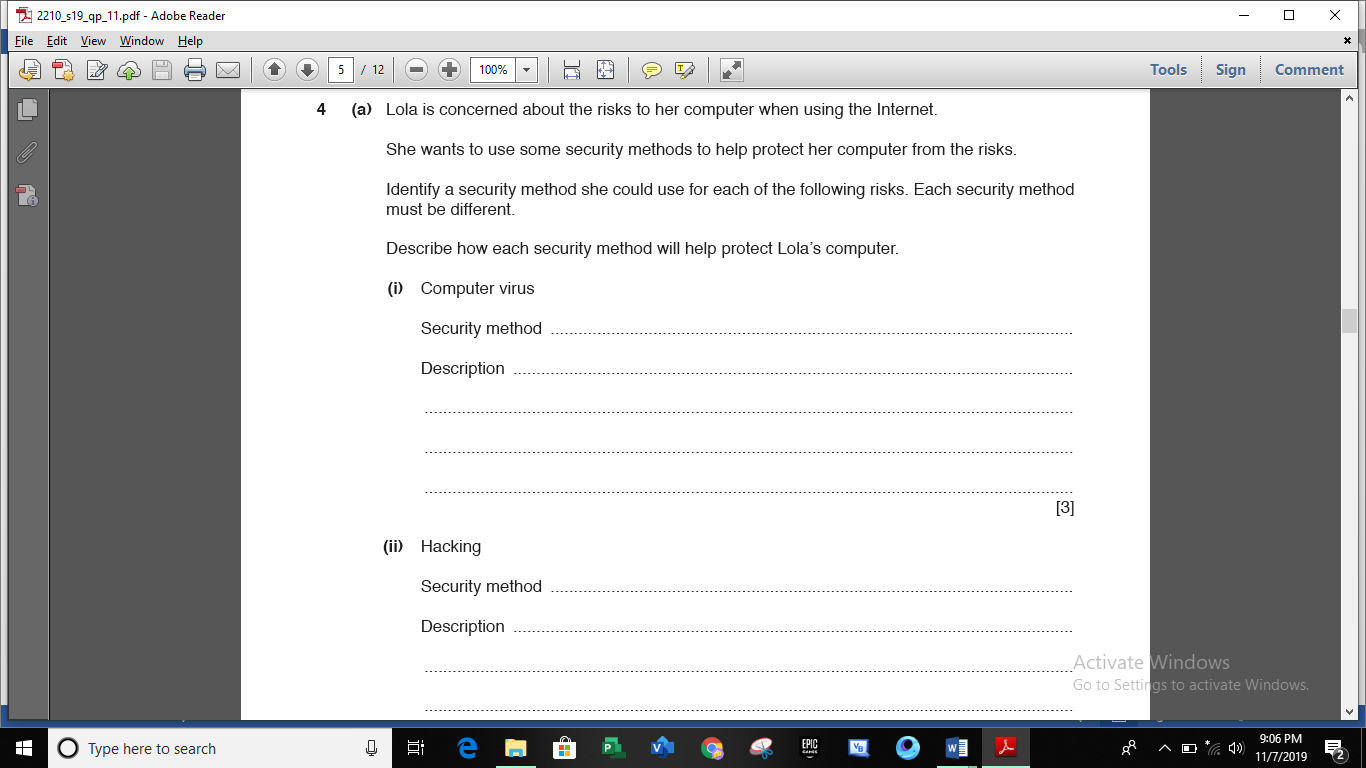 2210_s19_qp_11.pdf - Adobe Reader
File Edit View Window Help
5 / 12 100% Tools Sign Comment
4 (a) Lola is concerned about the risks to her computer when using the Internet.
She wants to use some security methods to help protect her computer from the risks.
Identify a security method she could use for each of the following risks. Each security method
must be different.
Describe how each security method will help protect Lola's computer.
(i) Computer virus
Security method
Description
[3]
(ii) Hacking
Security method
Description
Activate Windows
Go to Settings to activate Windows.
Type here to search
EPIC
GAMES
9:06 PM
11/7/2019
2